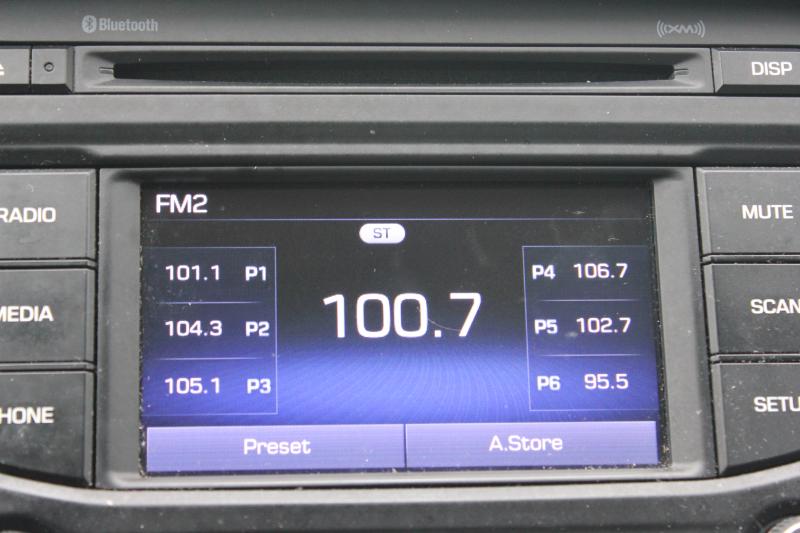 Bluetooth
((XM))
DISP
RADIO
MUTE
MEDIA
SCAN
PHONE
SETU
FM2
ST
101.1 P1
104.3 P2
105.1 P3
100.7
P4 106.7
P5 102.7
P6 95.5
Preset
A.Store